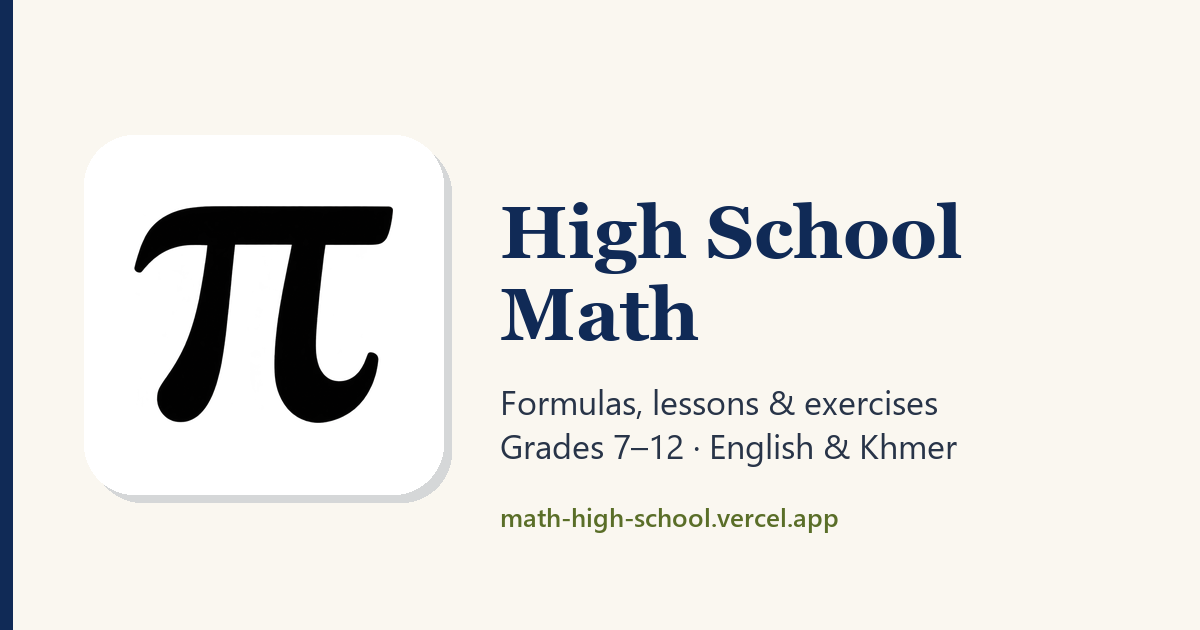 π
High School
Math
Formulas, lessons & exercises
Grades 7–12 · English & Khmer
math-high-school.vercel.app